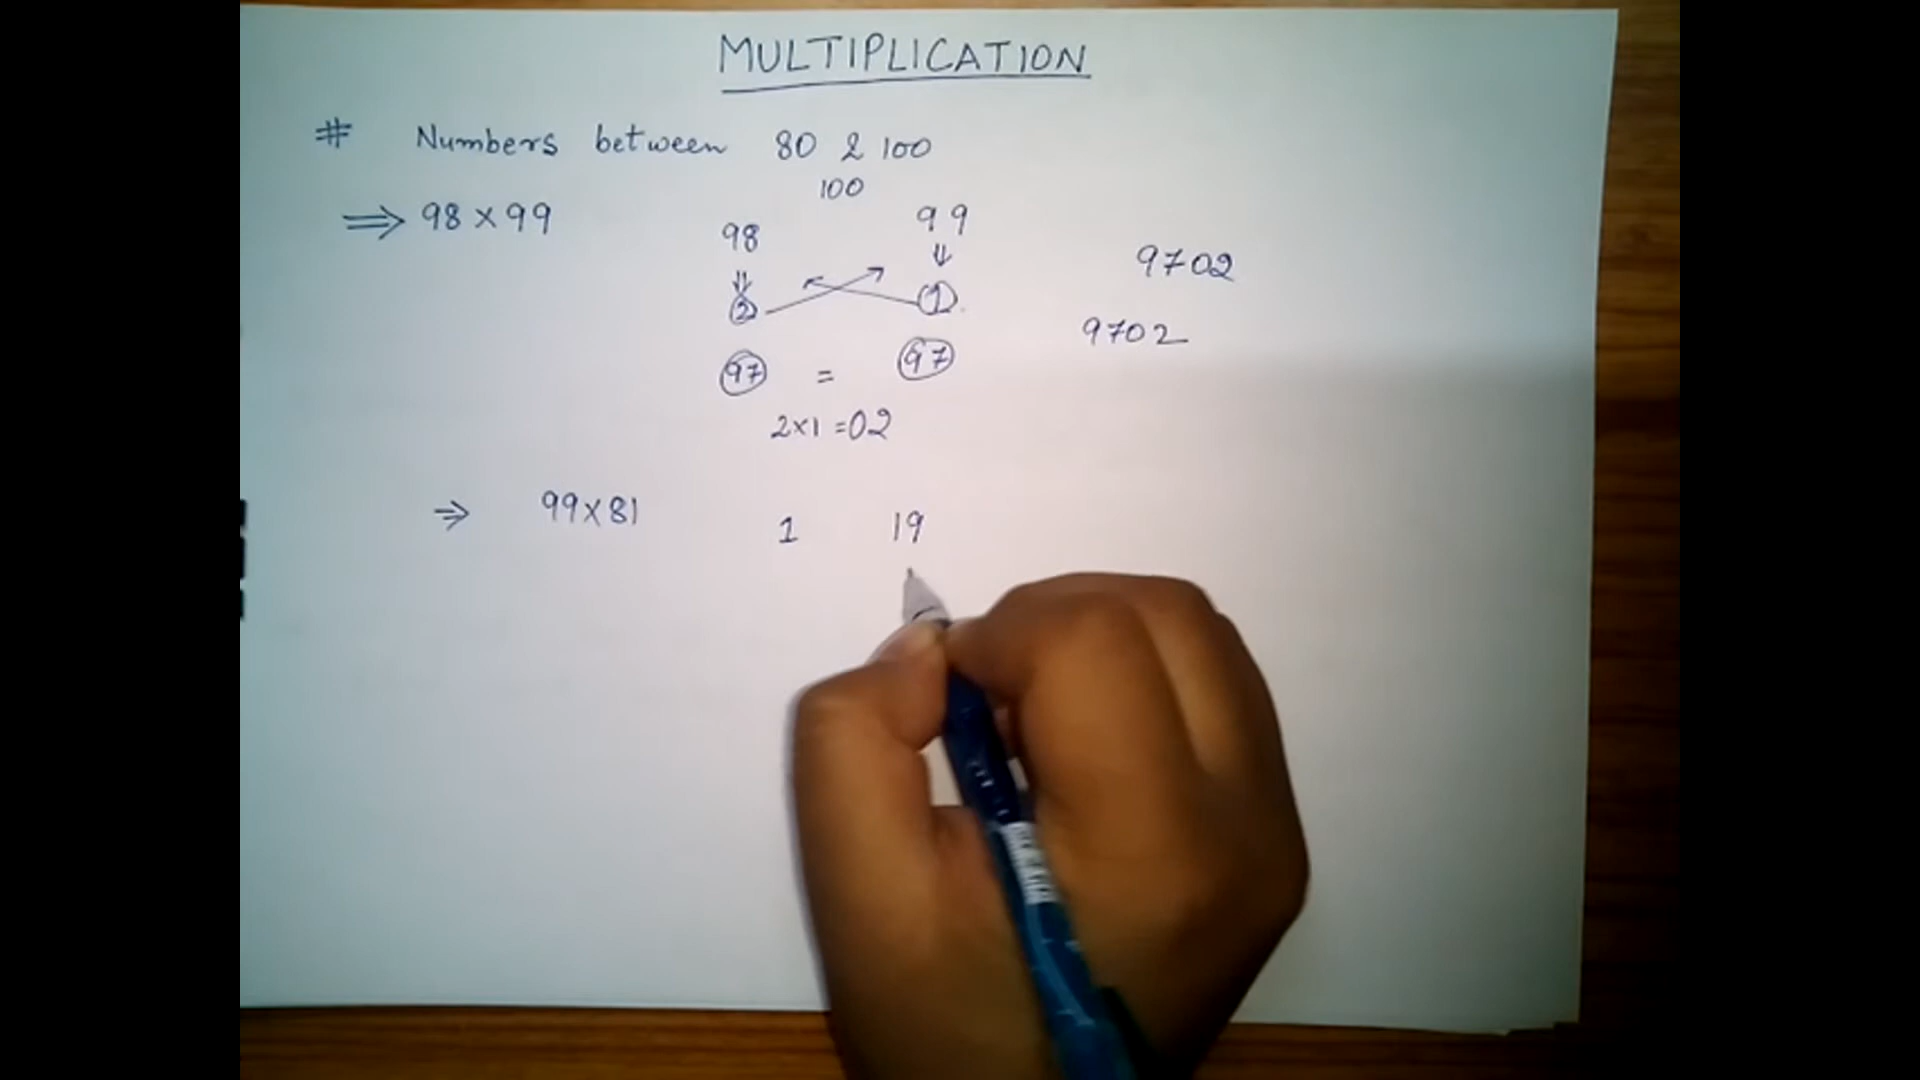 MULTIPLICATION
# Numbers between 80 & 100
100
⇒ 98 × 99
98 99
⇓ ⇓
2 1
97 = 97
2×1 = 02
9702
9702
→ 99×81 1 19